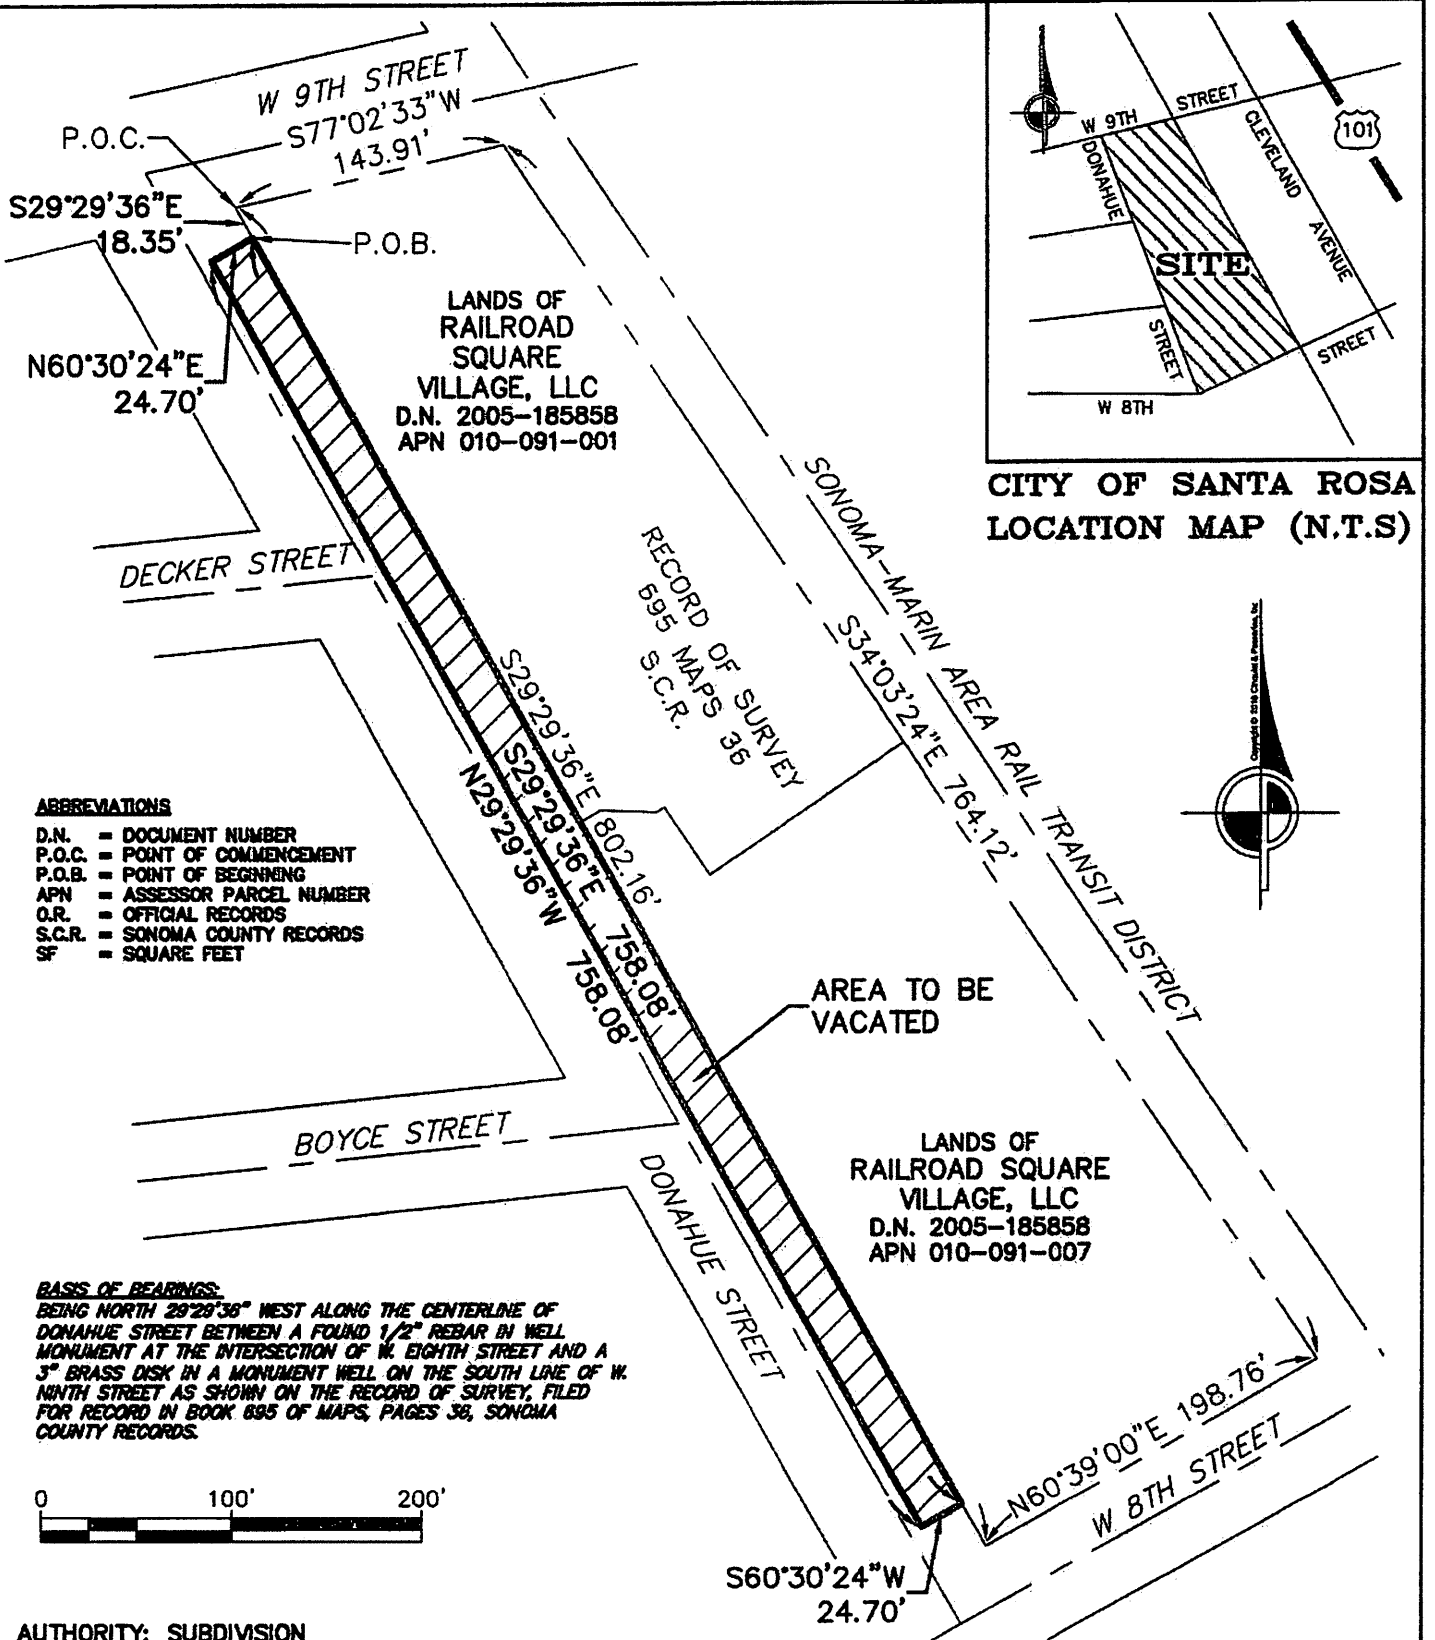 W 9TH STREET
S77°02'33"W
143.91'
P.O.C.
S29°29'36"E
18.35'
P.O.B.
N60°30'24"E
24.70'
LANDS OF
RAILROAD
SQUARE
VILLAGE, LLC
D.N. 2005-185858
APN 010-091-001
W 9TH STREET
DONAHUE STREET
CLEVELAND AVENUE
101
SITE
W 8TH STREET
CITY OF SANTA ROSA
LOCATION MAP (N.T.S)
DECKER STREET
RECORD OF SURVEY
695 MAPS 36
S.C.R.
SONOMA-MARIN AREA RAIL TRANSIT DISTRICT
S34°03'24"E 764.12'
S29°29'36"E 802.16'
S29°29'36"E 758.08'
N29°29'36"W 758.08'
ABBREVIATIONS
D.N. = DOCUMENT NUMBER
P.O.C. = POINT OF COMMENCEMENT
P.O.B. = POINT OF BEGINNING
APN = ASSESSOR PARCEL NUMBER
O.R. = OFFICIAL RECORDS
S.C.R. = SONOMA COUNTY RECORDS
SF = SQUARE FEET
AREA TO BE
VACATED
BOYCE STREET
DONAHUE STREET
LANDS OF
RAILROAD SQUARE
VILLAGE, LLC
D.N. 2005-185858
APN 010-091-007
BASIS OF BEARINGS:
BEING NORTH 29°29'36" WEST ALONG THE CENTERLINE OF
DONAHUE STREET BETWEEN A FOUND 1/2" REBAR IN WELL
MONUMENT AT THE INTERSECTION OF W. EIGHTH STREET AND A
3" BRASS DISK IN A MONUMENT WELL ON THE SOUTH LINE OF W.
NINTH STREET AS SHOWN ON THE RECORD OF SURVEY, FILED
FOR RECORD IN BOOK 695 OF MAPS, PAGES 36, SONOMA
COUNTY RECORDS.
0 100' 200'
N60°39'00"E 198.76'
W 8TH STREET
S60°30'24"W
24.70'
AUTHORITY: SUBDIVISION